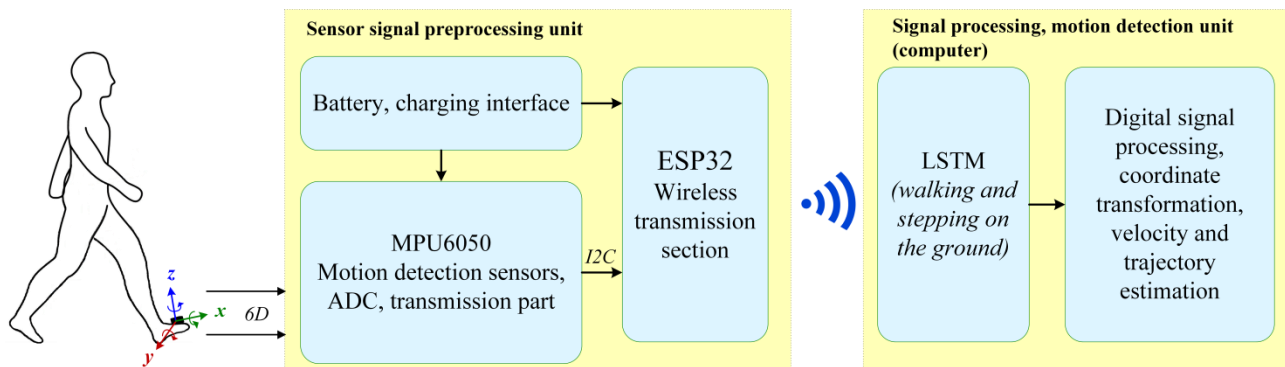 Sensor signal preprocessing unit
Battery, charging interface
MPU6050
Motion detection sensors,
ADC, transmission part
I2C
ESP32
Wireless
transmission
section
z
x
y
6D
Signal processing, motion detection unit
(computer)
LSTM
(walking and
stepping on
the ground)
Digital signal
processing,
coordinate
transformation,
velocity and
trajectory
estimation